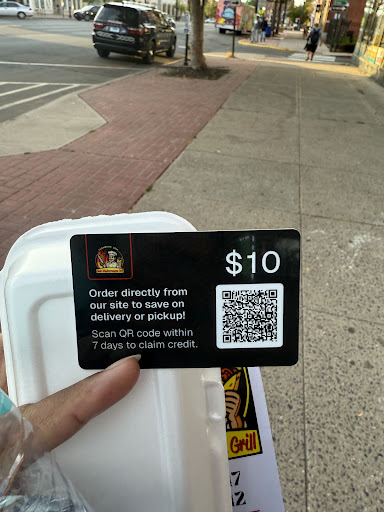 $10
Order directly from
our site to save on
delivery or pickup!
Scan QR code within
7 days to claim credit.
Grill